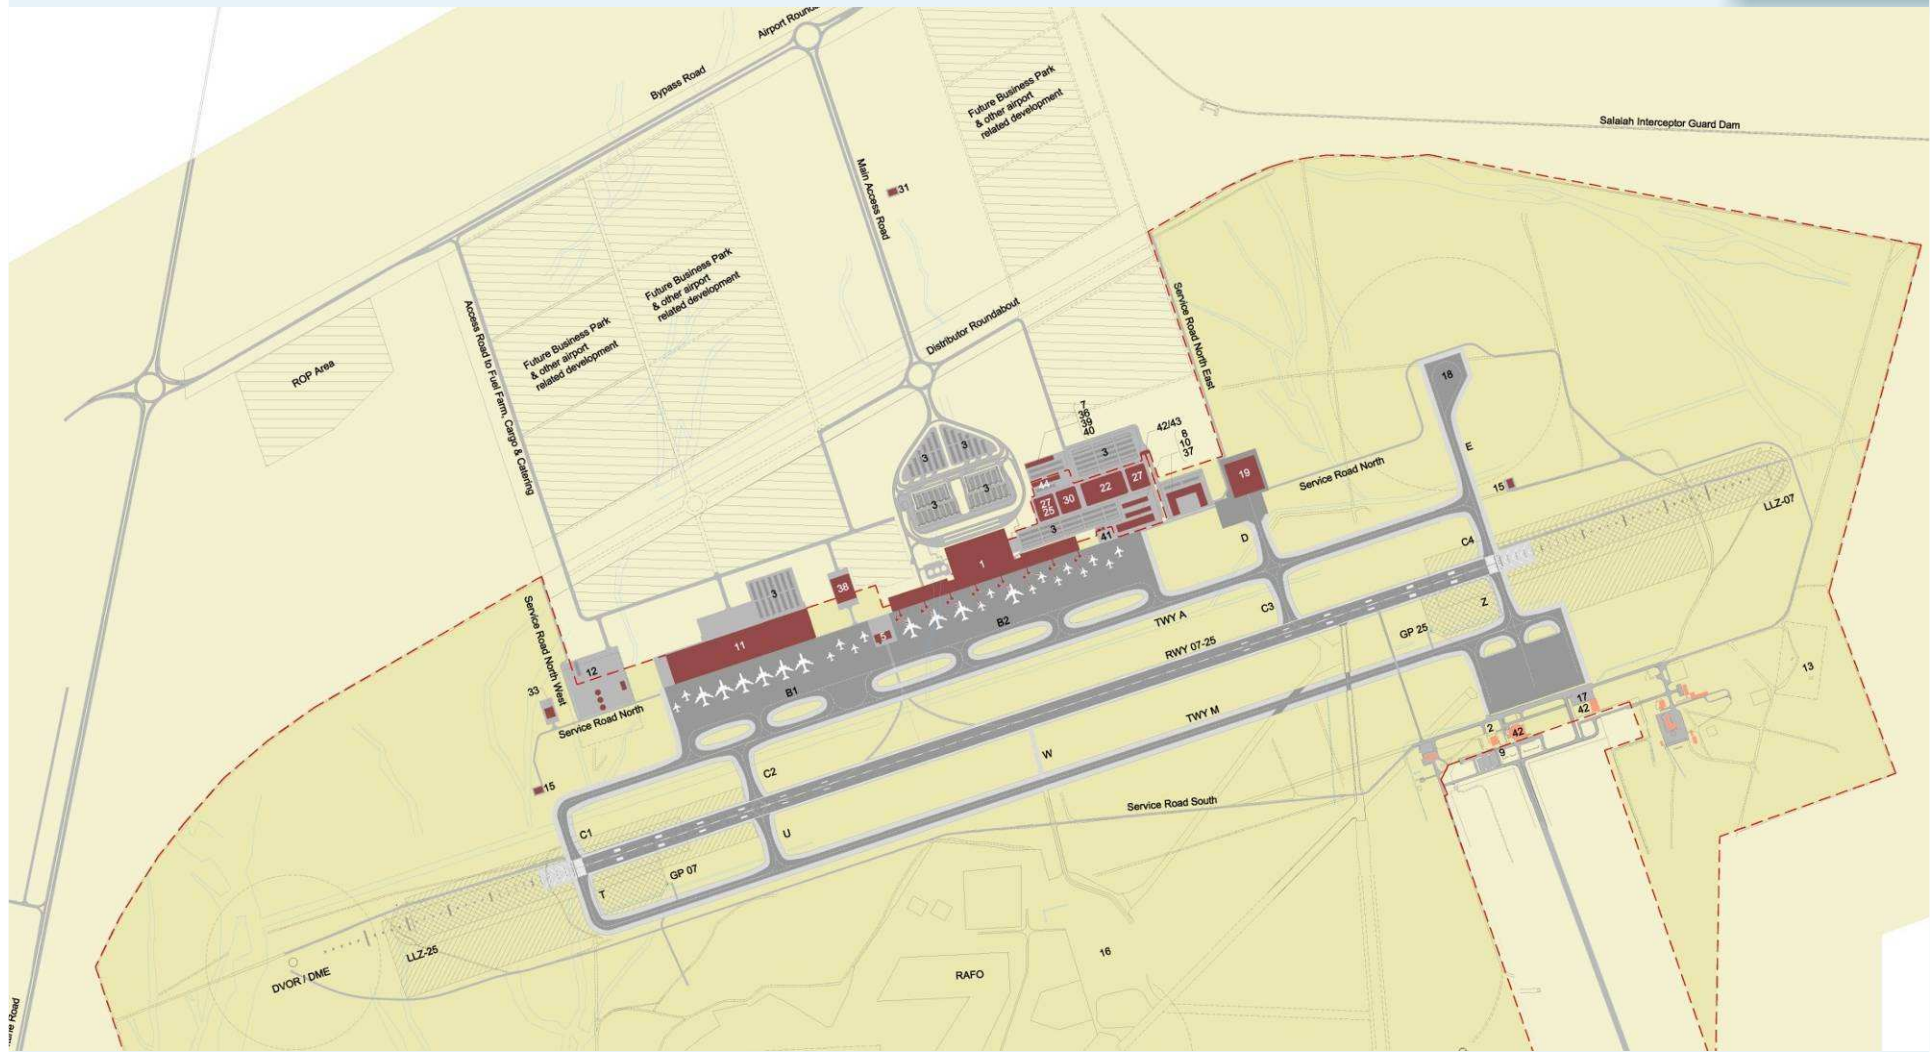 Bypass Road
Future Business Park
& other airport
related development
Salalah Interceptor Guard Dam
Main Access Road
31
ROP Area
Access Road to Fuel Farm, Cargo & Catering
Future Business Park
& other airport
related development
Future Business Park
& other airport
related development
Distributor Roundabout
Service Road North East
18
7
36
39
40
42/43
8
10
37
3
3
3
3
3
44
27
25
30
22
27
19
Service Road North
E
15
LLZ-07
3
41
D
C4
1
38
3
5
B2
TWY A
C3
RWY 07-25
GP 25
Z
13
Service Road North West
12
11
B1
33
Service Road North
TWY M
17
42
2
42
9
15
C2
W
Service Road South
C1
U
T
GP 07
LLZ-25
DVOR / DME
RAFO
16